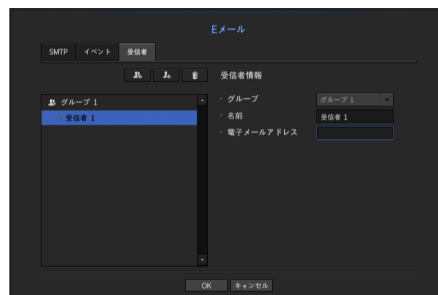 Eメール
SMTP イベント 受信者
受信者情報
グループ 1
受信者 1
・ グループ グループ 1
・ 名前 受信者 1
・ 電子メールアドレス
OK キャンセル